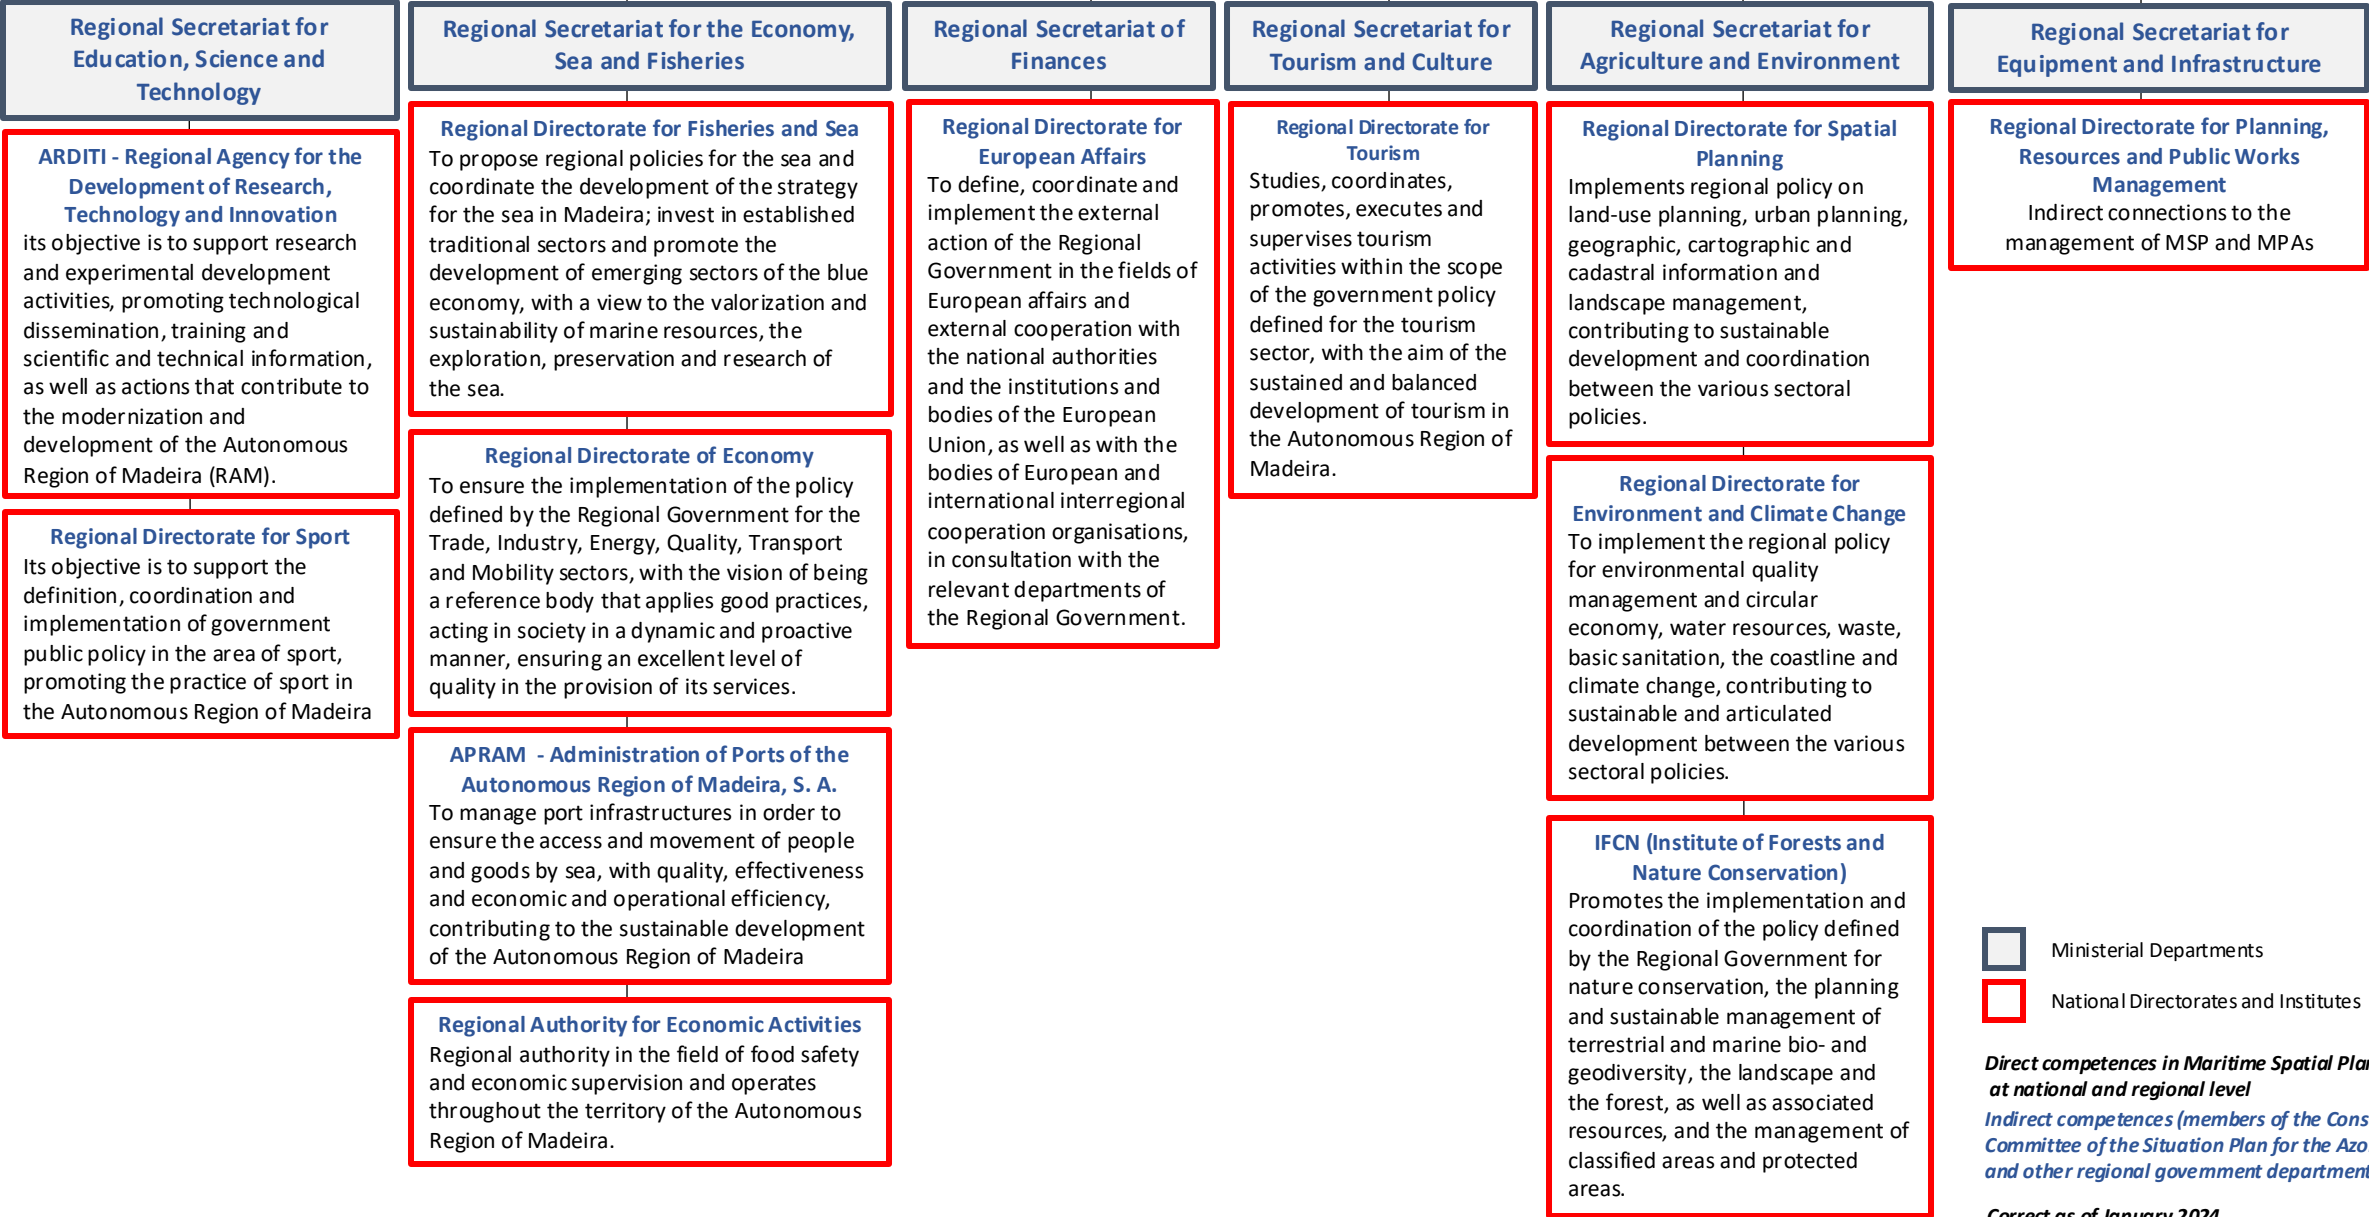 Regional Secretariat for
Education, Science and
Technology
ARDITI - Regional Agency for the
Development of Research,
Technology and Innovation
its objective is to support research
and experimental development
activities, promoting technological
dissemination, training and
scientific and technical information,
as well as actions that contribute to
the modernization and
development of the Autonomous
Region of Madeira (RAM).
Regional Directorate for Sport
Its objective is to support the
definition, coordination and
implementation of government
public policy in the area of sport,
promoting the practice of sport in
the Autonomous Region of Madeira
Regional Secretariat for the Economy,
Sea and Fisheries
Regional Directorate for Fisheries and Sea
To propose regional policies for the sea and
coordinate the development of the strategy
for the sea in Madeira; invest in established
traditional sectors and promote the
development of emerging sectors of the blue
economy, with a view to the valorization and
sustainability of marine resources, the
exploration, preservation and research of
the sea.
Regional Directorate of Economy
To ensure the implementation of the policy
defined by the Regional Government for the
Trade, Industry, Energy, Quality, Transport
and Mobility sectors, with the vision of being
a reference body that applies good practices,
acting in society in a dynamic and proactive
manner, ensuring an excellent level of
quality in the provision of its services.
APRAM - Administration of Ports of the
Autonomous Region of Madeira, S. A.
To manage port infrastructures in order to
ensure the access and movement of people
and goods by sea, with quality, effectiveness
and economic and operational efficiency,
contributing to the sustainable development
of the Autonomous Region of Madeira
Regional Authority for Economic Activities
Regional authority in the field of food safety
and economic supervision and operates
throughout the territory of the Autonomous
Region of Madeira.
Regional Secretariat of
Finances
Regional Directorate for
European Affairs
To define, coordinate and
implement the external
action of the Regional
Government in the fields of
European affairs and
external cooperation with
the national authorities
and the institutions and
bodies of the European
Union, as well as with the
bodies of European and
international interregional
cooperation organisations,
in consultation with the
relevant departments of
the Regional Government.
Regional Secretariat for
Tourism and Culture
Regional Directorate for
Tourism
Studies, coordinates,
promotes, executes and
supervises tourism
activities within the scope
of the government policy
defined for the tourism
sector, with the aim of the
sustained and balanced
development of tourism in
the Autonomous Region of
Madeira.
Regional Secretariat for
Agriculture and Environment
Regional Directorate for Spatial
Planning
Implements regional policy on
land-use planning, urban planning,
geographic, cartographic and
cadastral information and
landscape management,
contributing to sustainable
development and coordination
between the various sectoral
policies.
Regional Directorate for
Environment and Climate Change
To implement the regional policy
for environmental quality
management and circular
economy, water resources, waste,
basic sanitation, the coastline and
climate change, contributing to
sustainable and articulated
development between the various
sectoral policies.
IFCN (Institute of Forests and
Nature Conservation)
Promotes the implementation and
coordination of the policy defined
by the Regional Government for
nature conservation, the planning
and sustainable management of
terrestrial and marine bio- and
geodiversity, the landscape and
the forest, as well as associated
resources, and the management of
classified areas and protected
areas.
Regional Secretariat for
Equipment and Infrastructure
Regional Directorate for Planning,
Resources and Public Works
Management
Indirect connections to the
management of MSP and MPAs
Ministerial Departments
National Directorates and Institutes
Direct competences in Maritime Spatial
at national and regional level
Indirect competences (members of the
Committee of the Situation Plan for the
and other regional government
Correct as of January 2024